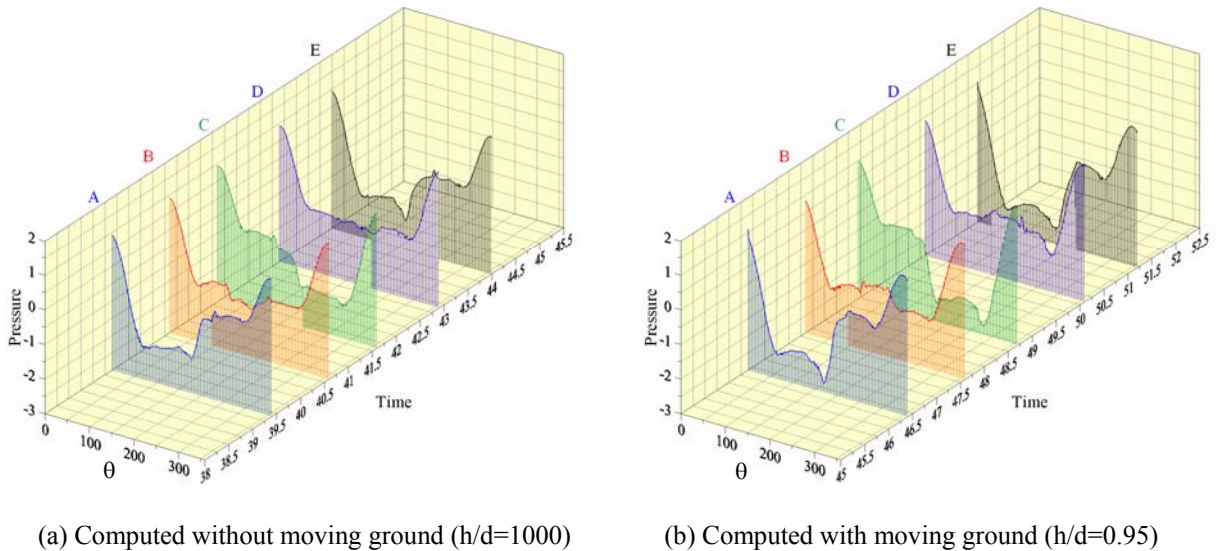 E
D
C
B
A
2
1
0
-1
-2
-3
Pressure
0
100
200
300
θ
38
38.5
39
39.5
40
40.5
41
41.5
42
42.5
43
43.5
44
44.5
45
45.5
Time
(a) Computed without moving ground (h/d=1000)
E
D
C
B
A
2
1
0
-1
-2
-3
Pressure
0
100
200
300
θ
45
45.5
46
46.5
47
47.5
48
48.5
49
49.5
50
50.5
51
51.5
52
52.5
Time
(b) Computed with moving ground (h/d=0.95)